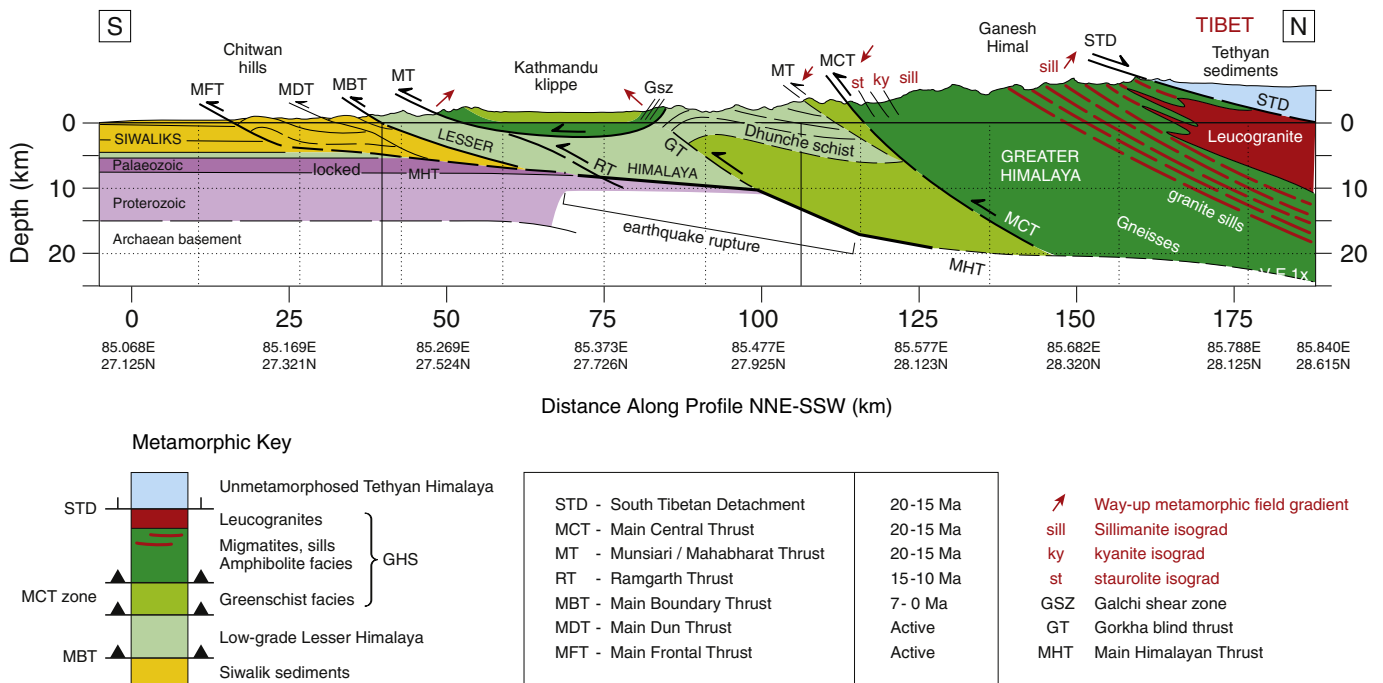 S
N
TIBET
Chitwan
hills
Kathmandu
klippe
Ganesh
Himal
STD
Tethyan
sediments
MFT
MDT
MBT
MT
Gsz
MT
MCT
st
ky
sill
sill
STD
Leucogranite
SIWALIKS
LESSER
HIMALAYA
Dhunche schist
GT
RT
GREATER
HIMALAYA
Palaeozoic
locked
MHT
Proterozoic
Archaean basement
earthquake rupture
MCT
Gneisses
granite sills
MHT
V.E.1x
Depth (km)
0
10
20
0
10
20
0
25
50
75
100
125
150
175
85.068E
27.125N
85.169E
27.321N
85.269E
27.524N
85.373E
27.726N
85.477E
27.925N
85.577E
28.123N
85.682E
28.320N
85.788E
28.125N
85.840E
28.615N
Distance Along Profile NNE-SSW (km)
Metamorphic Key
Unmetamorphosed Tethyan Himalaya
STD
Leucogranites
Migmatites, sills
Amphibolite facies
GHS
MCT zone
Greenschist facies
Low-grade Lesser Himalaya
MBT
Siwalik sediments
STD - South Tibetan Detachment 20-15 Ma
MCT - Main Central Thrust 20-15 Ma
MT - Munsiari / Mahabharat Thrust 20-15 Ma
RT - Ramgarth Thrust 15-10 Ma
MBT - Main Boundary Thrust 7- 0 Ma
MDT - Main Dun Thrust Active
MFT - Main Frontal Thrust Active
Way-up metamorphic field gradient
sill Sillimanite isograd
ky kyanite isograd
st staurolite isograd
GSZ Galchi shear zone
GT Gorkha blind thrust
MHT Main Himalayan Thrust